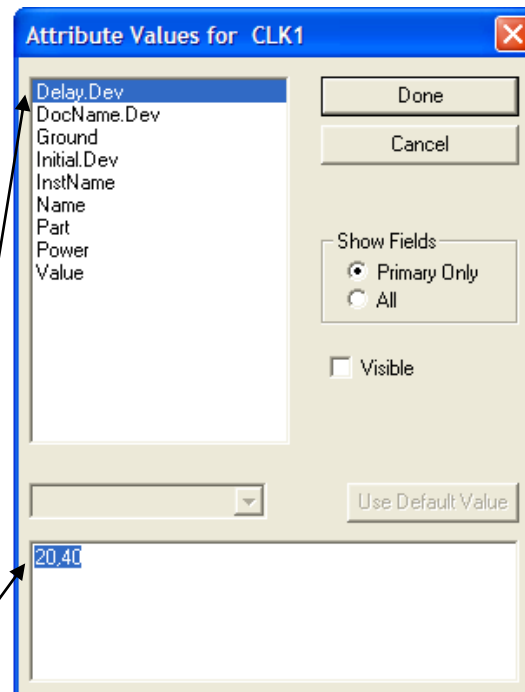 Attribute Values for CLK1
Delay.Dev
DocName.Dev
Ground
Initial.Dev
InstName
Name
Part
Power
Value
Done
Cancel
Show Fields
Primary Only
All
Visible
Use Default Value
20,40